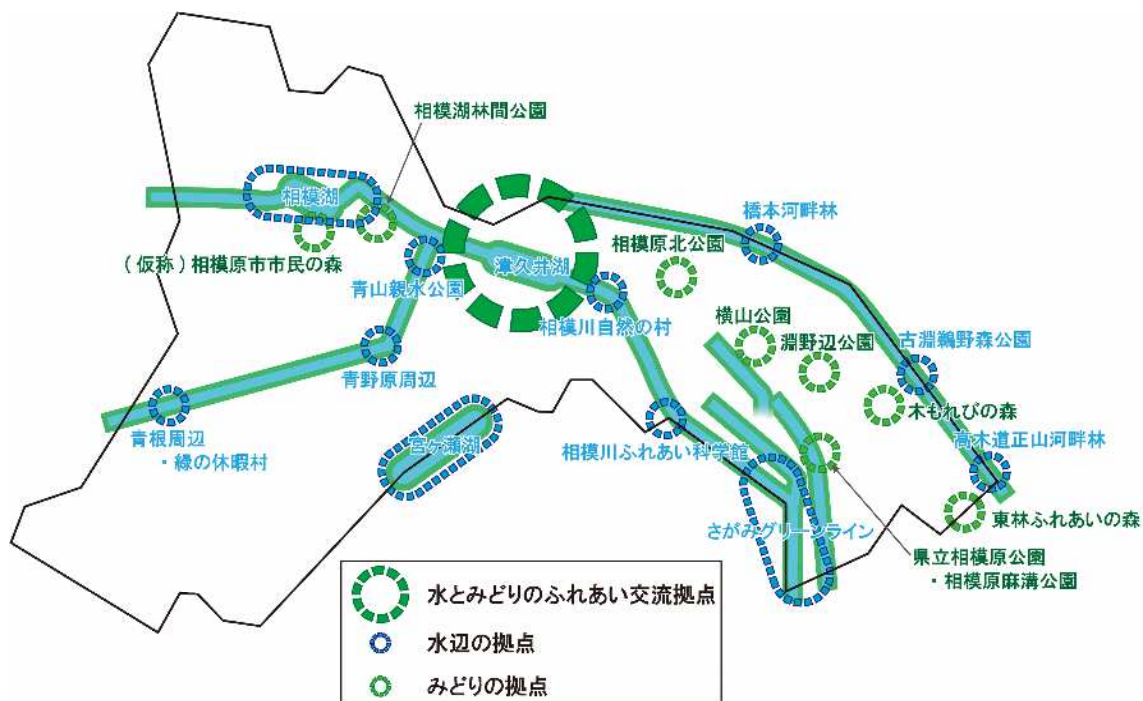 相模湖林間公園
相模湖
橋本河畔林
相模原北公園
(仮称)相模原市市民の森
津久井湖
青山親水公園
相模川自然の村
横山公園
淵野辺公園
古淵鵜野森公園
青野原周辺
木もれびの森
青根周辺
・緑の休暇村
宮ヶ瀬湖
相模川ふれあい科学館
高木道正山河畔林
さがみグリーンライン
東林ふれあいの森
県立相模原公園
・相模原麻溝公園
水とみどりのふれあい交流拠点
水辺の拠点
みどりの拠点